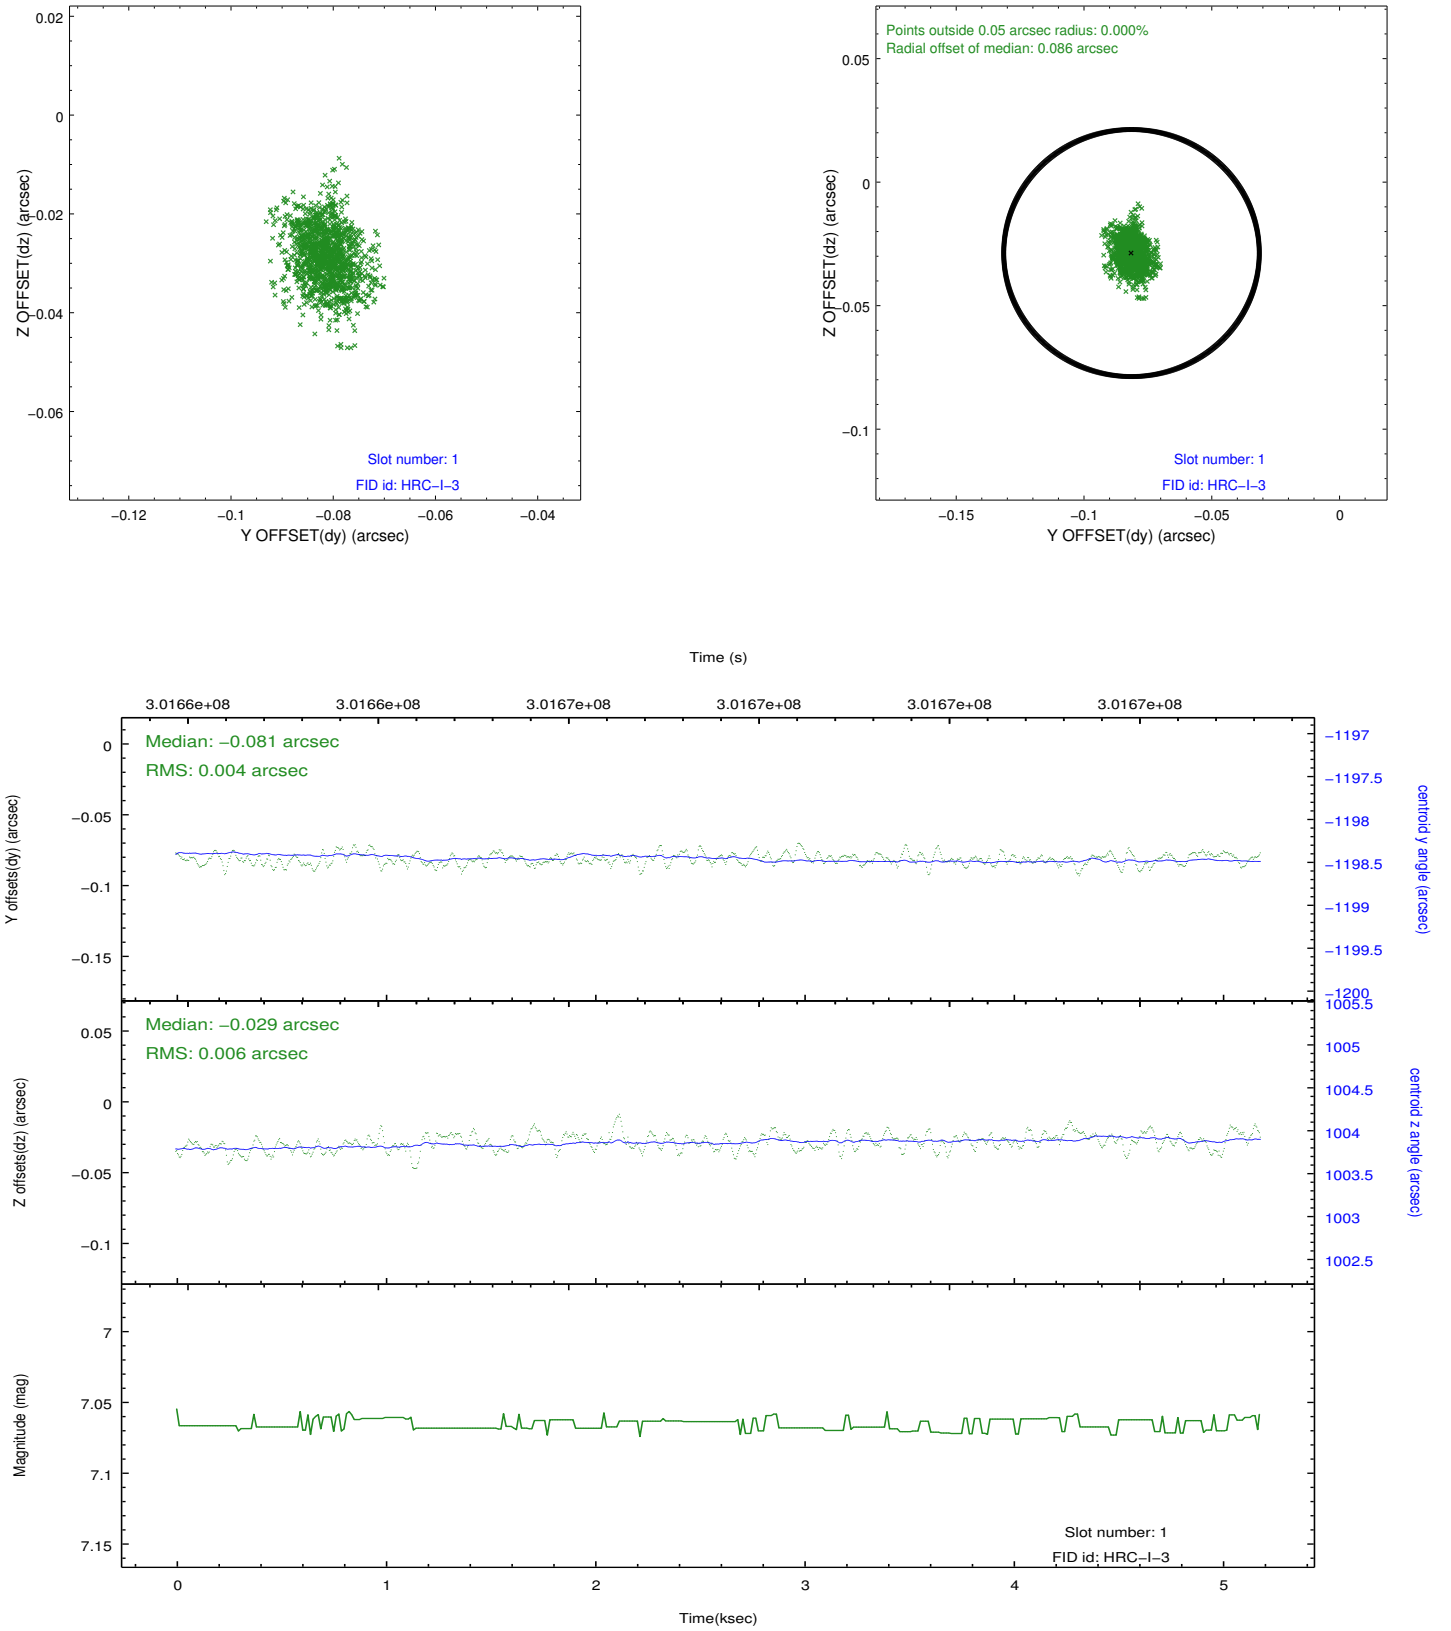 0.02
0
−0.02
−0.04
−0.06
Z OFFSET(dz) (arcsec)
Slot number: 1
FID id: HRC−I−3
−0.12
−0.1
−0.08
−0.06
−0.04
Y OFFSET(dy) (arcsec)
Points outside 0.05 arcsec radius: 0.000%
Radial offset of median: 0.086 arcsec
0.05
0
−0.05
−0.1
Z OFFSET(dz) (arcsec)
Slot number: 1
FID id: HRC−I−3
−0.15
−0.1
−0.05
0
Y OFFSET(dy) (arcsec)
Time (s)
3.0166e+08
3.0166e+08
3.0167e+08
3.0167e+08
3.0167e+08
3.0167e+08
Median: −0.081 arcsec
RMS: 0.004 arcsec
0
−0.05
−0.1
−0.15
Y offsets(dy) (arcsec)
−1197
−1197.5
−1198
−1198.5
−1199
−1199.5
−1200
centroid y angle (arcsec)
Median: −0.029 arcsec
RMS: 0.006 arcsec
0.05
0
−0.05
−0.1
Z offsets(dz) (arcsec)
1005.5
1005
1004.5
1004
1003.5
1003
1002.5
centroid z angle (arcsec)
7
7.05
7.1
7.15
Magnitude (mag)
Slot number: 1
FID id: HRC−I−3
0
1
2
3
4
5
Time(ksec)